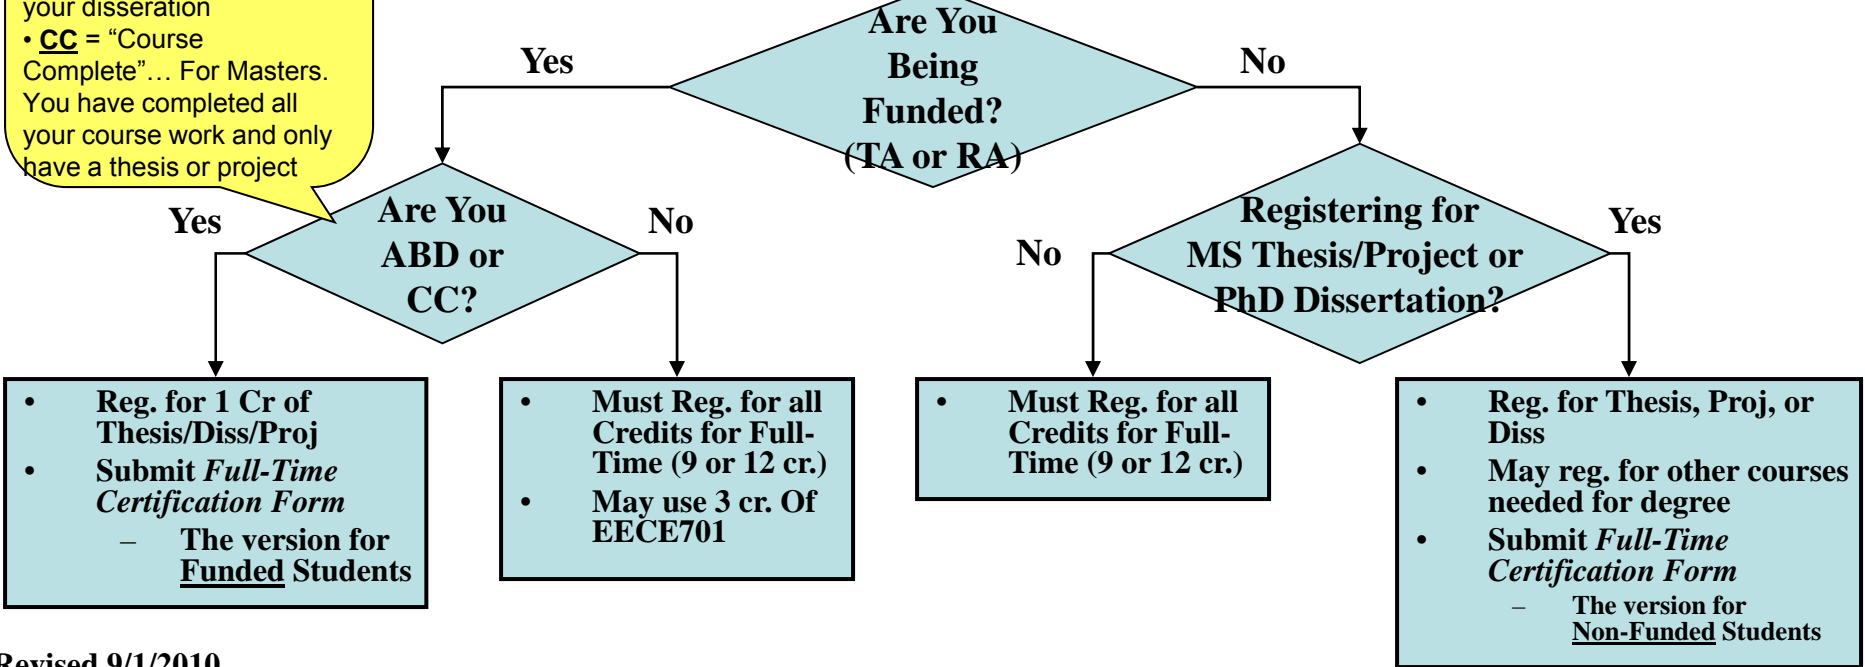 your disseration
• CC = “Course
Complete”… For Masters.
You have completed all
your course work and only
have a thesis or project
Are You
Being
Funded?
(TA or RA)
Yes
No
Are You
ABD or
CC?
Yes
No
Registering for
MS Thesis/Project or
PhD Dissertation?
No
Yes
• Reg. for 1 Cr of
Thesis/Diss/Proj
• Submit Full-Time
Certification Form
– The version for
Funded Students
• Must Reg. for all
Credits for Full-
Time (9 or 12 cr.)
• May use 3 cr. Of
EECE701
• Must Reg. for all
Credits for Full-
Time (9 or 12 cr.)
• Reg. for Thesis, Proj, or
Diss
• May reg. for other courses
needed for degree
• Submit Full-Time
Certification Form
– The version for
Non-Funded Students
Revised 9/1/2010